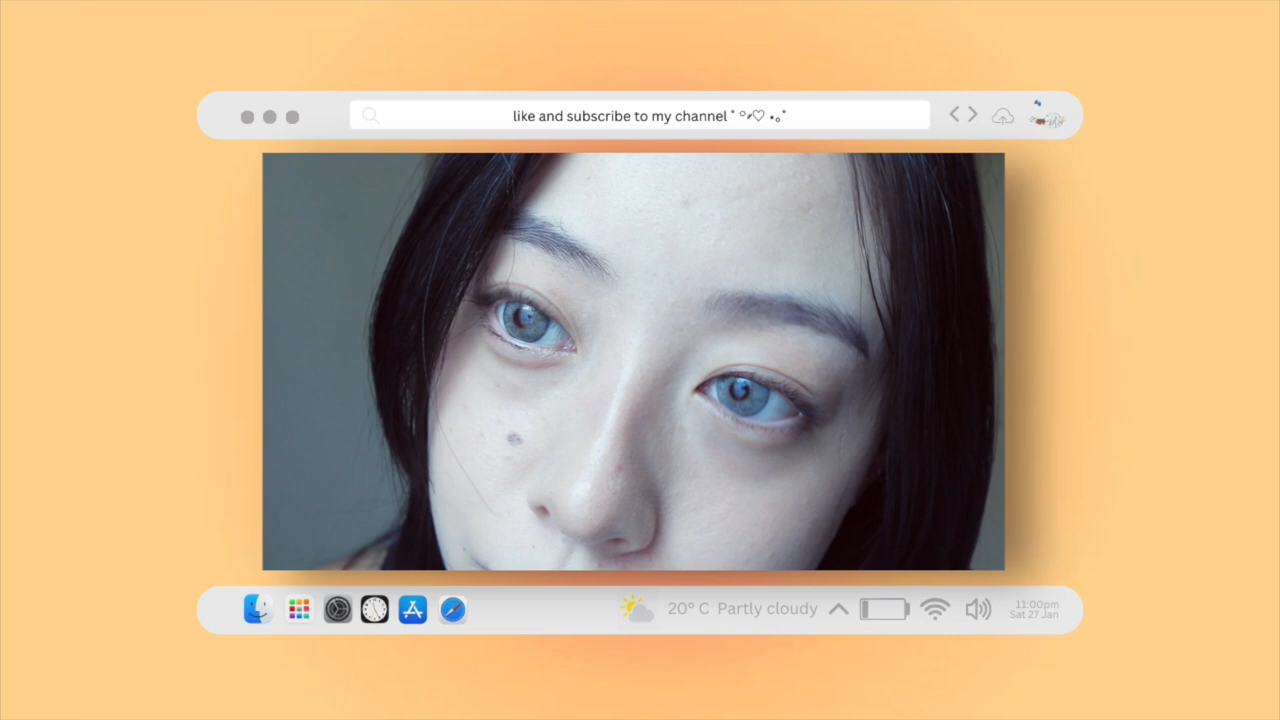 like and subscribe to my channel ˚ ༘♡ ⋆｡˚
20° C Partly cloudy
11:00pm
Sat 27 Jan